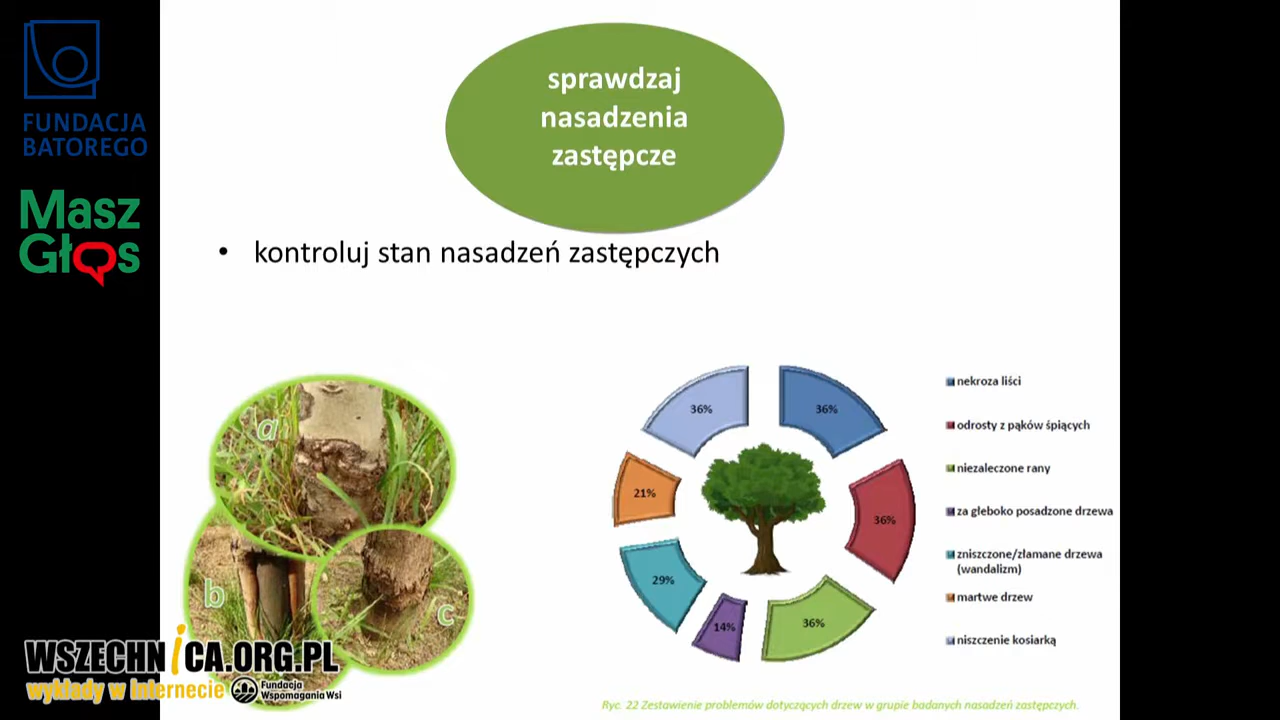 FUNDACJA
BATOREGO
Masz
Głos
sprawdzaj
nasadzenia
zastępcze
• kontroluj stan nasadzeń zastępczych
a
b
c
36%
36%
36%
36%
14%
29%
21%
nekroza liści
odrosty z pąków śpiących
niezaleczone rany
za głeboko posadzone drzewa
zniszczone/złamane drzewa
(wandalizm)
martwe drzew
niszczenie kosiarką
Ryc. 22 Zestawienie problemów dotyczących drzew w grupie badanych nasadzeń zastępczych.
WSZECHNICA.ORG.PL
wykłady w Internecie
Fundacja
Wspomagania Wsi